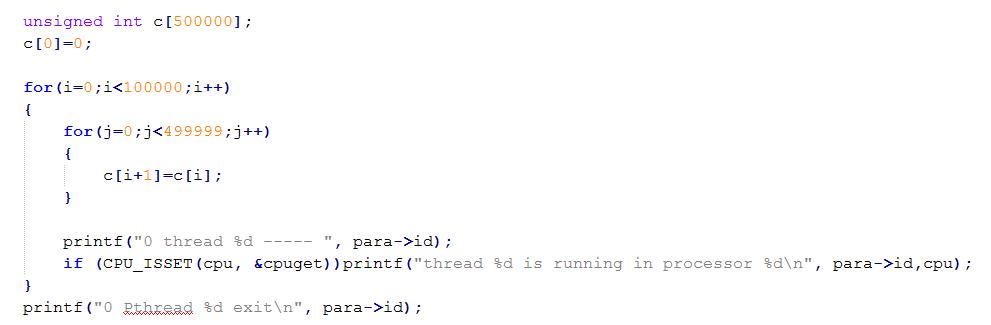 unsigned int c[500000];
c[0]=0;
for(i=0;i<100000;i++)
{
for(j=0;j<499999;j++)
{
c[i+1]=c[i];
}
printf("0 thread %d ----- ", para->id);
if (CPU_ISSET(cpu, &cpuget))printf("thread %d is running in processor %d\n", para->id,cpu);
}
printf("0 Pthread %d exit\n", para->id);